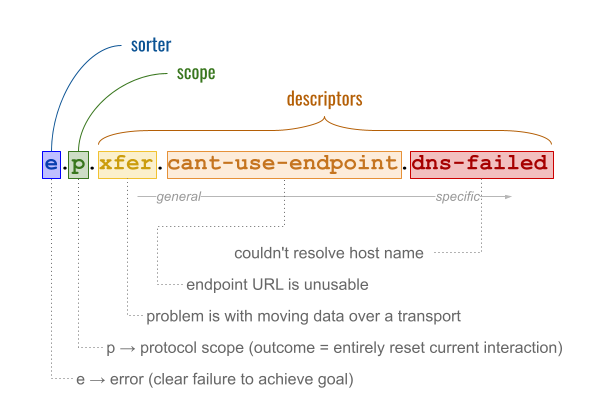 sorter
scope
descriptors
e.p.xfer.cant-use-endpoint.dns-failed
general specific
couldn't resolve host name
endpoint URL is unusable
problem is with moving data over a transport
p → protocol scope (outcome = entirely reset current interaction)
e → error (clear failure to achieve goal)